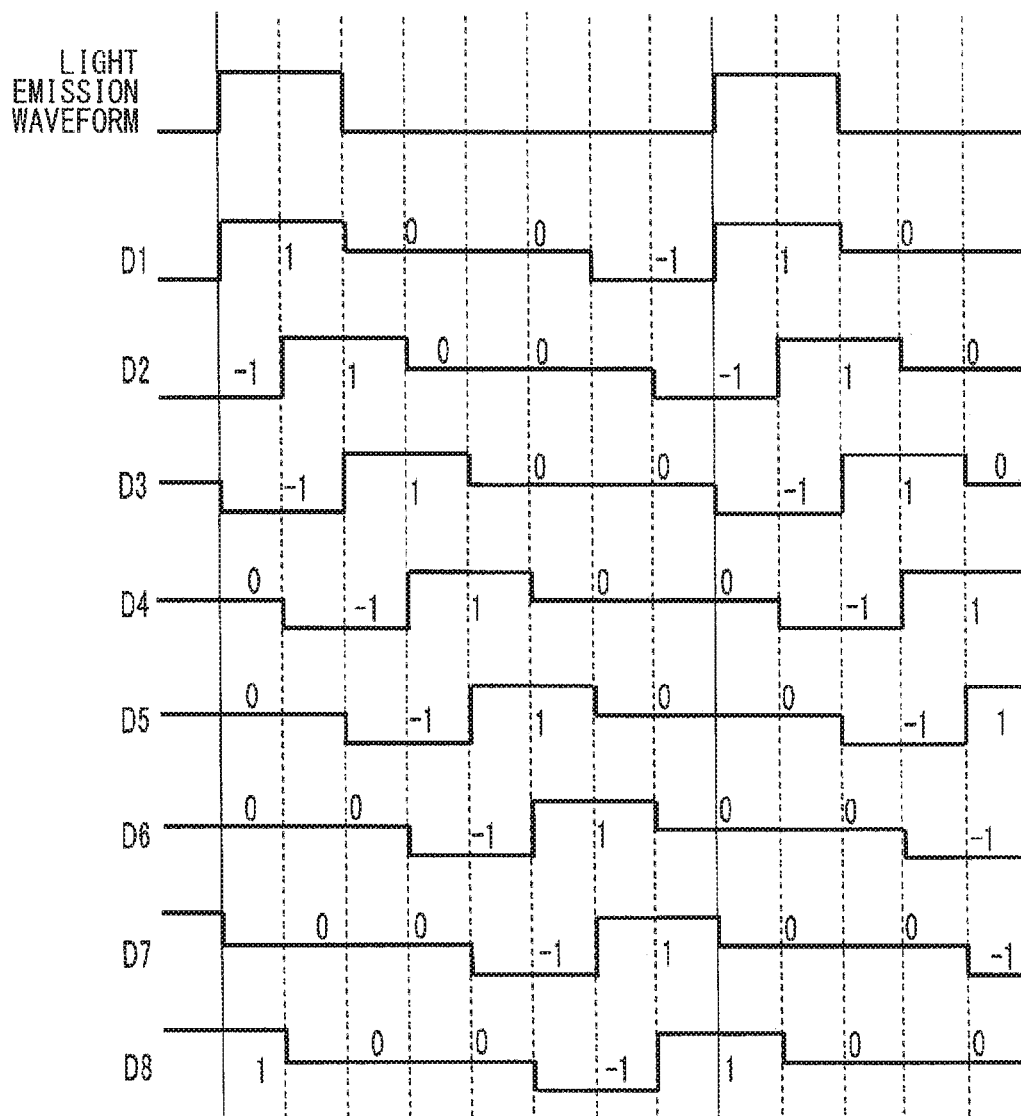 LIGHT
EMISSION
WAVEFORM
D1 1 0 0 -1 1 0
D2 -1 1 0 0 -1 1 0
D3 -1 1 0 0 -1 1 0
D4 0 -1 1 0 0 -1 1
D5 0 -1 1 0 0 -1 1
D6 0 0 -1 1 0 0 -1
D7 0 0 -1 1 0 0 -1
D8 1 0 0 -1 1 0 0